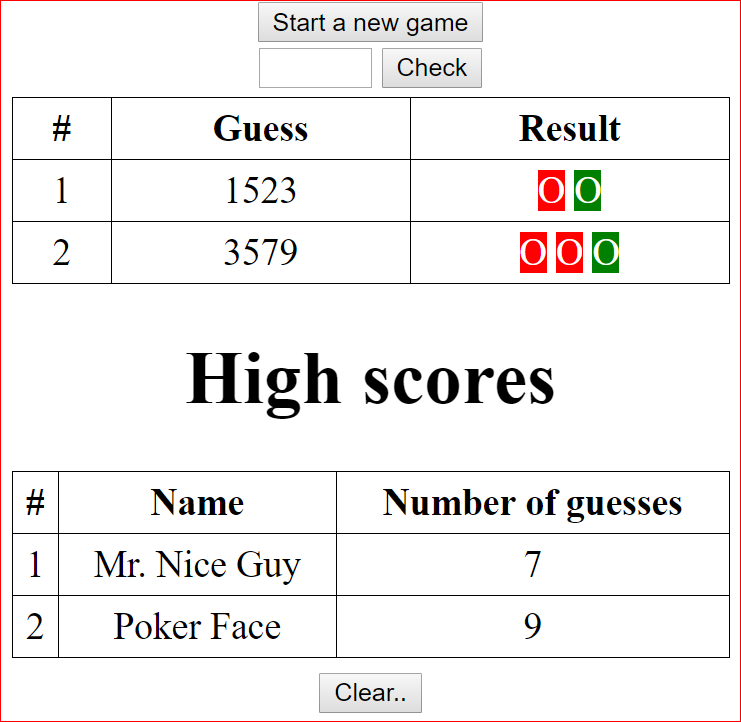 Start a new game
Check
# Guess Result
1 1523 O O
2 3579 O O O
High scores
# Name Number of guesses
1 Mr. Nice Guy 7
2 Poker Face 9
Clear..